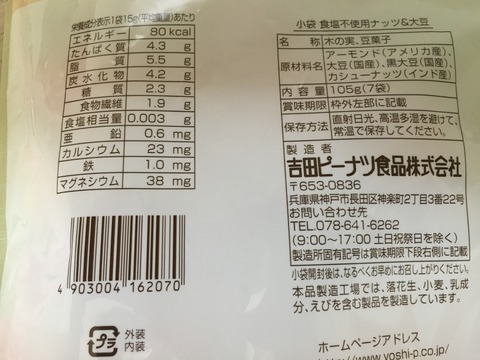 栄養成分表示1袋15g(平均重量)あたり
エネルギー 80 kcal
たんぱく質 4.3 g
脂質 5.5 g
炭水化物 4.2 g
糖質 2.3 g
食物繊維 1.9 g
食塩相当量 0.003 g
亜鉛 0.6 mg
カルシウム 23 mg
鉄 1.0 mg
マグネシウム 38 mg
4 903004 162070
プラ
外装
内装
小袋 食塩不使用ナッツ&大豆
名称 木の実、豆菓子
原材料名 アーモンド(アメリカ産)、
大豆(国産)、黒大豆(国産)、
カシューナッツ(インド産)
内容量 105g(7袋)
賞味期限 枠外左部に記載
保存方法 直射日光、高温多湿を避けて、
常温で保存してください。
製造者
吉田ピーナツ食品株式会社
〒653-0836
兵庫県神戸市長田区神楽町2丁目3番22号
お問い合わせ先
TEL.078-641-6262
(9:00〜17:00 土日祝祭日を除く)
製造所固有記号は賞味期限下段右側に記載
小袋開封後は、なるべくお早めにお召し上がりください。
本品製造工場では、落花生、小麦、乳成
分、えびを含む製品を製造しています。
ホームページアドレス
http://www.yoshi-p.co.jp/